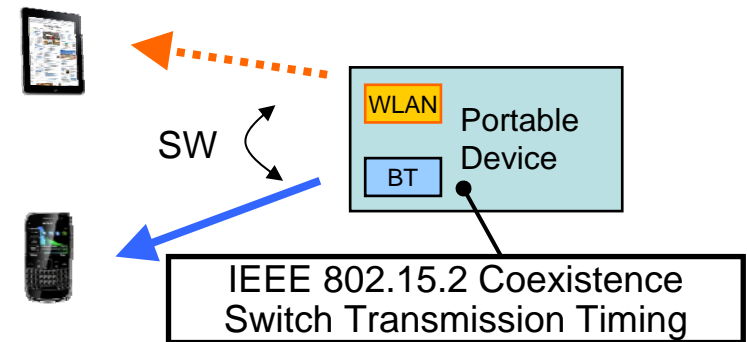 WLAN
Portable
Device
SW
BT
IEEE 802.15.2 Coexistence
Switch Transmission Timing